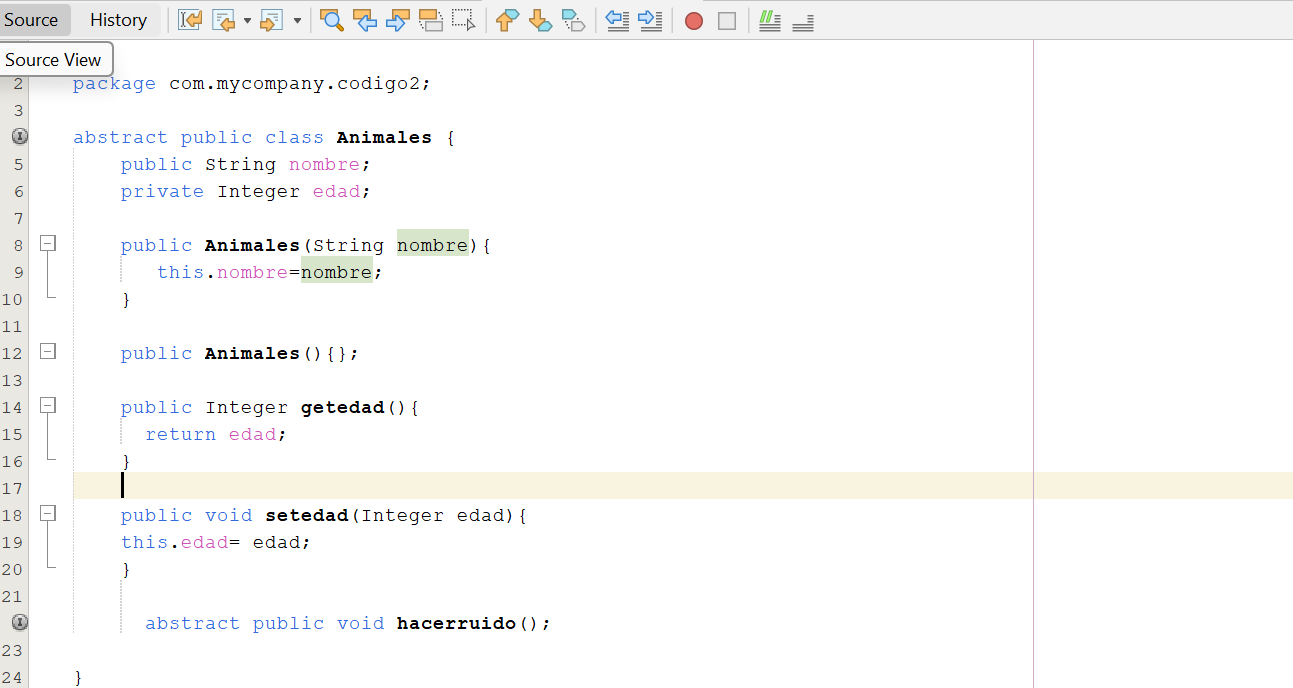 Source History
Source View
2 package com.mycompany.codigo2;
3
abstract public class Animales {
5 public String nombre;
6 private Integer edad;
7
8 public Animales(String nombre){
9 this.nombre=nombre;
10 }
11
12 public Animales(){};
13
14 public Integer getedad(){
15 return edad;
16 }
17
18 public void setedad(Integer edad){
19 this.edad= edad;
20 }
21
abstract public void hacerruido();
23
24 }